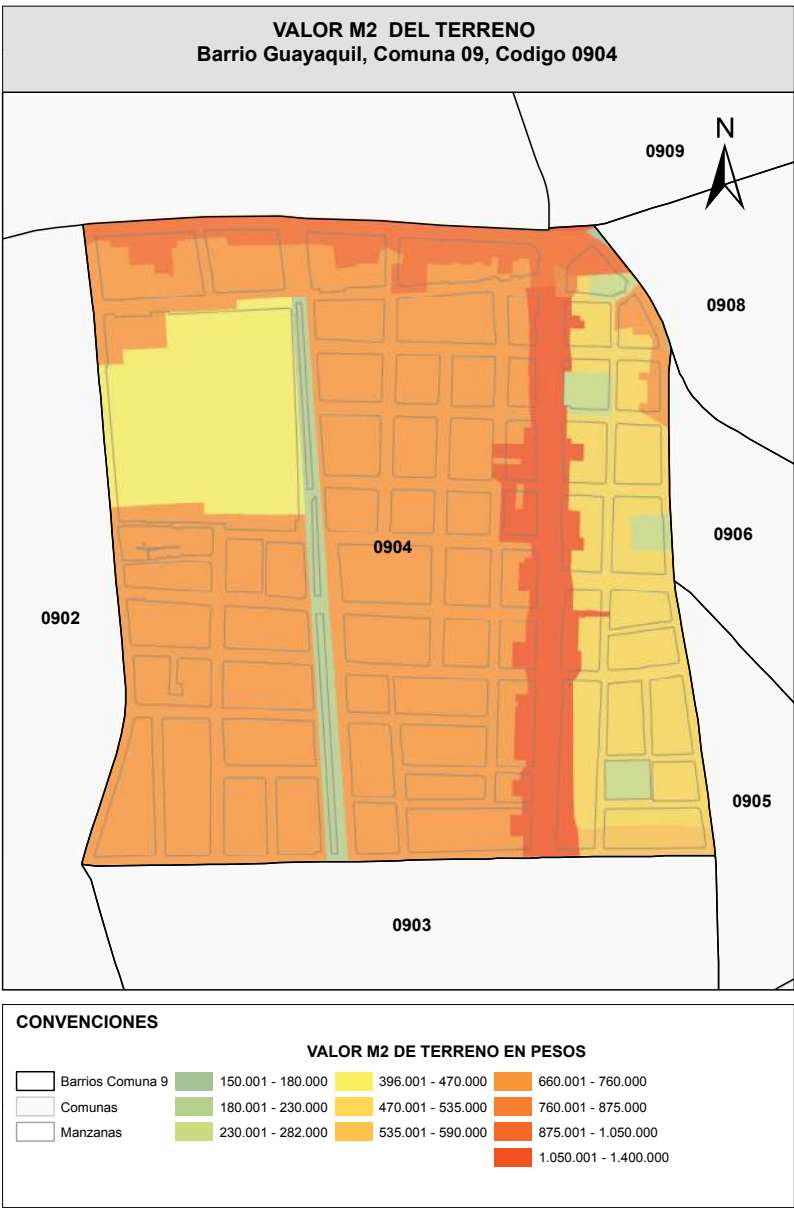 VALOR M2 DEL TERRENO
Barrio Guayaquil, Comuna 09, Codigo 0904
N
0909
0908
0904
0906
0902
0905
0903
CONVENCIONES
VALOR M2 DE TERRENO EN PESOS
Barrios Comuna 9 150.001 - 180.000 396.001 - 470.000 660.001 - 760.000
Comunas 180.001 - 230.000 470.001 - 535.000 760.001 - 875.000
Manzanas 230.001 - 282.000 535.001 - 590.000 875.001 - 1.050.000
1.050.001 - 1.400.000